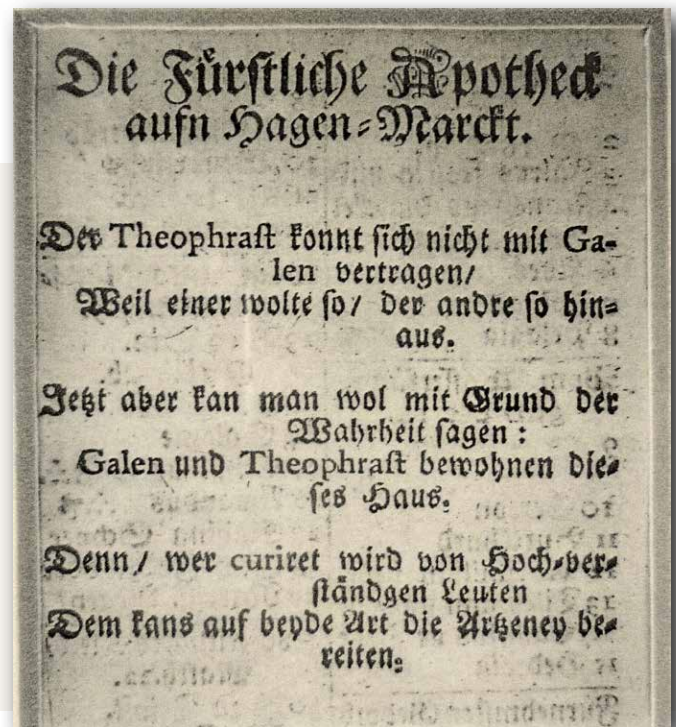 Die Fürstliche Apotheck
aufn Hagen-Marckt.
Der Theophrast konnt sich nicht mit Ga-
len vertragen/
Weil einer wolte so/ der andre so hin-
aus.
Jetzt aber kan man wol mit Grund der
Wahrheit sagen:
Galen und Theophrast bewohnen die-
ses Haus.
Denn/ wer curiret wird von Hoch-ver-
ständgen Leuten
Dem kans auf beyde Art die Artzeney be-
reiten.